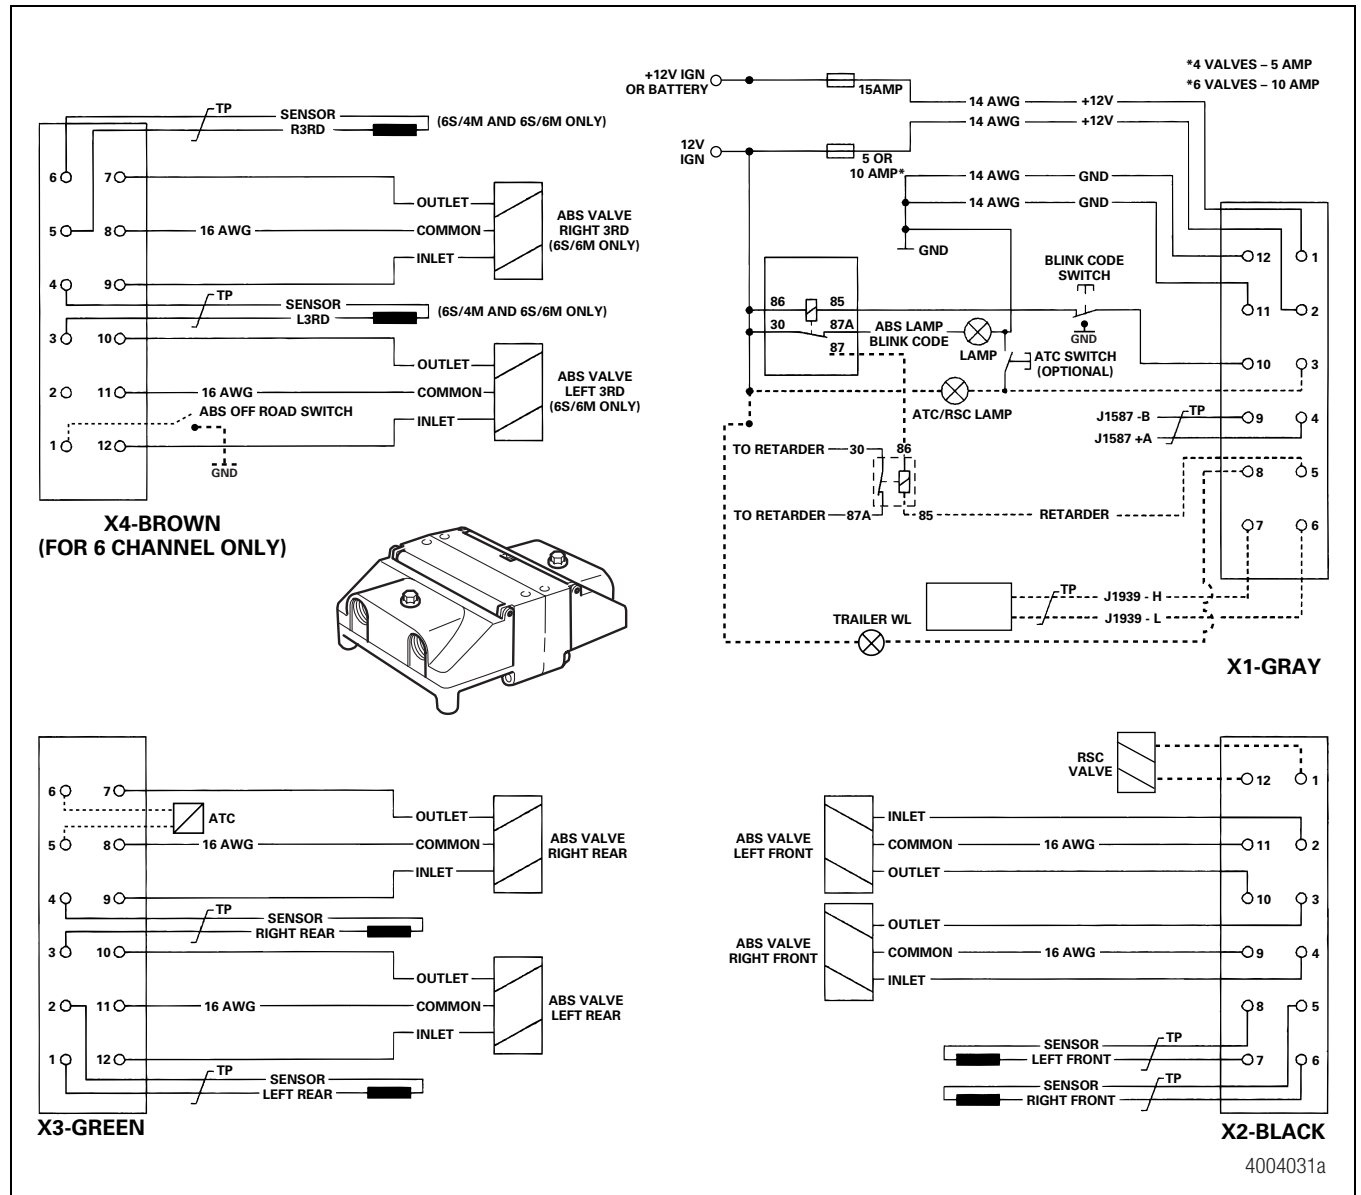 *4 VALVES – 5 AMP
*6 VALVES – 10 AMP
+12V IGN
OR BATTERY
15AMP
14 AWG
+12V
14 AWG
+12V
12V
IGN
5 OR
10 AMP*
14 AWG
GND
14 AWG
GND
GND
BLINK CODE
SWITCH
GND
86
85
30
87A
87
ABS LAMP
BLINK CODE
LAMP
ATC SWITCH
(OPTIONAL)
ATC/RSC LAMP
J1587 -B
TP
J1587 +A
TO RETARDER
30
86
TO RETARDER
87A
85
RETARDER
TP
J1939 - H
J1939 - L
TRAILER WL
12
1
11
2
10
3
9
4
8
5
7
6
X1-GRAY
TP
SENSOR
R3RD
(6S/4M AND 6S/6M ONLY)
6
7
OUTLET
5
8
16 AWG
COMMON
INLET
ABS VALVE
RIGHT 3RD
(6S/6M ONLY)
4
9
TP
SENSOR
L3RD
(6S/4M AND 6S/6M ONLY)
3
10
OUTLET
2
11
16 AWG
COMMON
INLET
ABS VALVE
LEFT 3RD
(6S/6M ONLY)
ABS OFF ROAD SWITCH
1
12
GND
X4-BROWN
(FOR 6 CHANNEL ONLY)
6
7
ATC
OUTLET
5
8
16 AWG
COMMON
INLET
ABS VALVE
RIGHT REAR
4
9
TP
SENSOR
RIGHT REAR
3
10
OUTLET
2
11
16 AWG
COMMON
INLET
ABS VALVE
LEFT REAR
1
12
TP
SENSOR
LEFT REAR
X3-GREEN
RSC
VALVE
12
1
ABS VALVE
LEFT FRONT
INLET
COMMON
16 AWG
11
2
OUTLET
10
3
ABS VALVE
RIGHT FRONT
OUTLET
COMMON
16 AWG
9
4
INLET
8
5
SENSOR
TP
LEFT FRONT
7
6
SENSOR
TP
RIGHT FRONT
X2-BLACK
4004031a